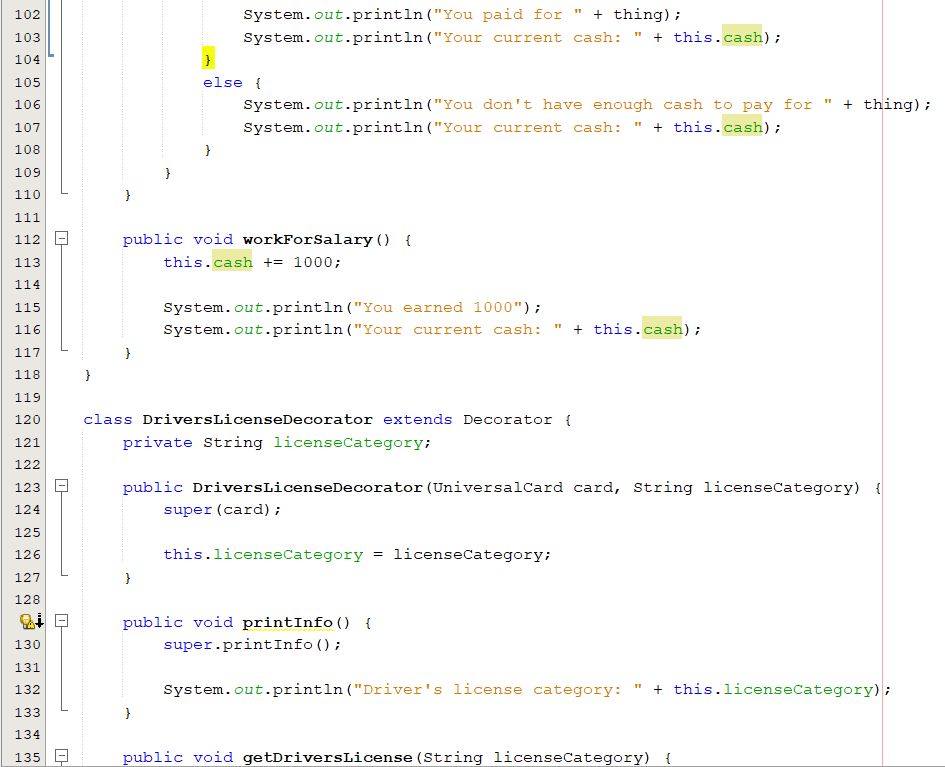 102                 System.out.println("You paid for " + thing);
103                 System.out.println("Your current cash: " + this.cash);
104             }
105             else {
106                 System.out.println("You don't have enough cash to pay for " + thing);
107                 System.out.println("Your current cash: " + this.cash);
108             }
109         }
110     }
111
112     public void workForSalary() {
113         this.cash += 1000;
114
115         System.out.println("You earned 1000");
116         System.out.println("Your current cash: " + this.cash);
117     }
118 }
119
120 class DriversLicenseDecorator extends Decorator {
121     private String licenseCategory;
122
123     public DriversLicenseDecorator(UniversalCard card, String licenseCategory) {
124         super(card);
125
126         this.licenseCategory = licenseCategory;
127     }
128
    public void printInfo() {
130         super.printInfo();
131
132         System.out.println("Driver's license category: " + this.licenseCategory);
133     }
134
135     public void getDriversLicense(String licenseCategory) {